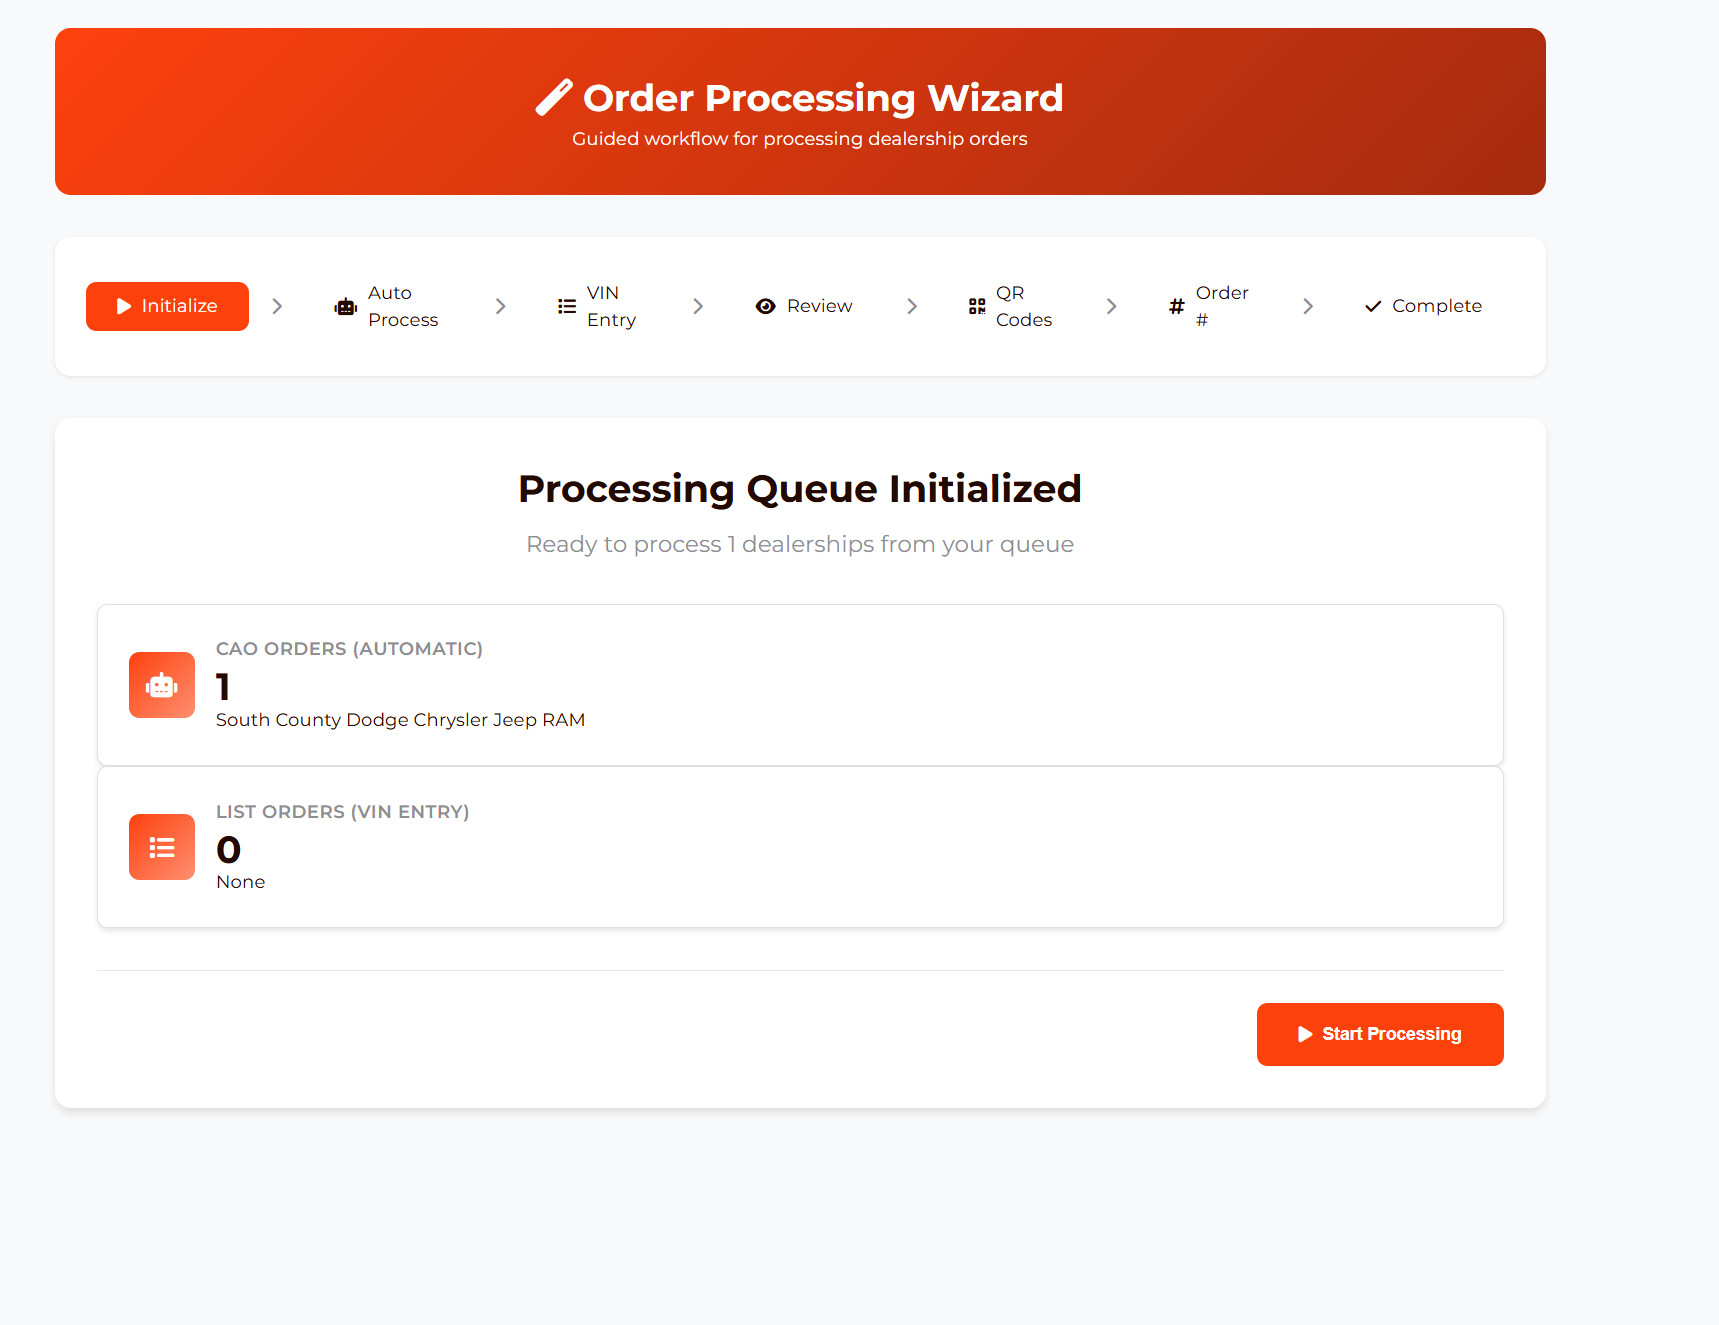 Order Processing Wizard
Guided workflow for processing dealership orders
Initialize
Auto
Process
VIN
Entry
Review
QR
Codes
Order
#
Complete
Processing Queue Initialized
Ready to process 1 dealerships from your queue
CAO ORDERS (AUTOMATIC)
1
South County Dodge Chrysler Jeep RAM
LIST ORDERS (VIN ENTRY)
0
None
Start Processing